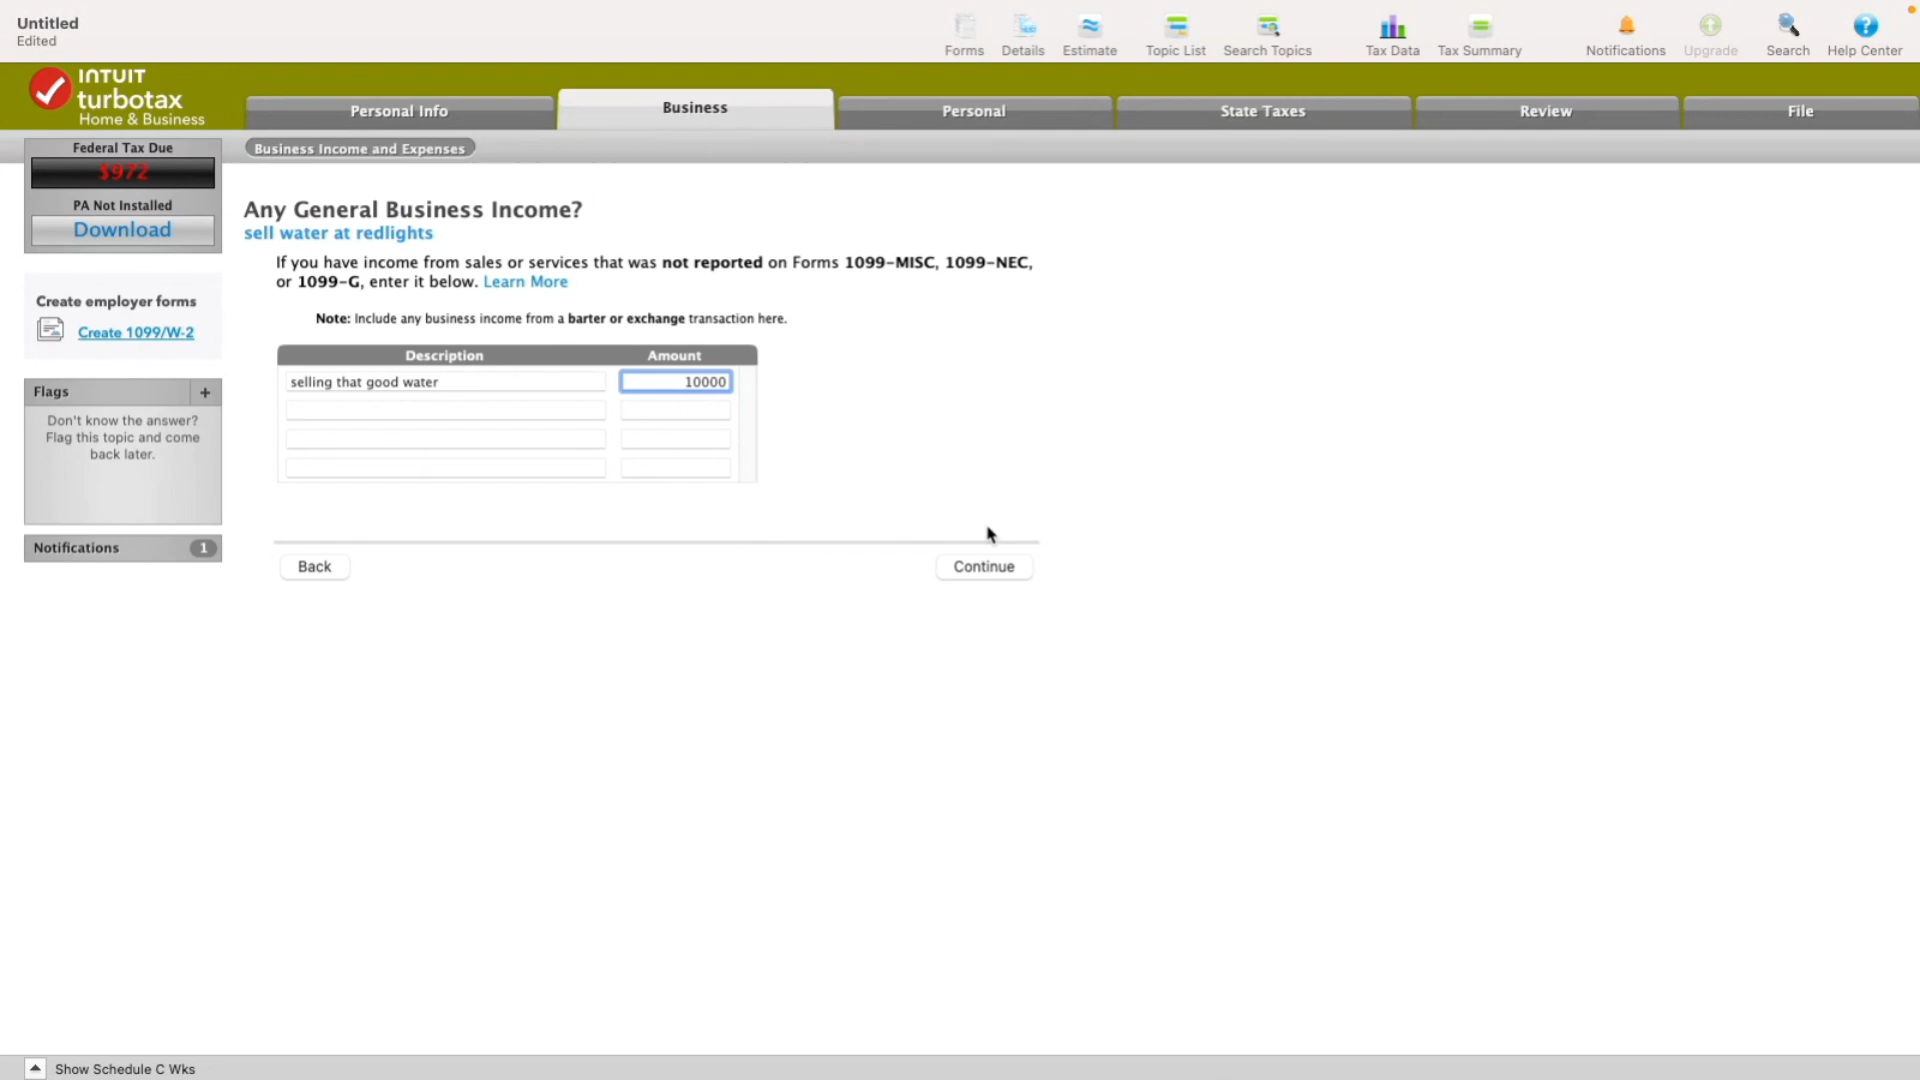 Untitled
Edited
Forms
Details
Estimate
Topic List
Search Topics
Tax Data
Tax Summary
Notifications
Upgrade
Search
Help Center
INTUIT
turbotax
Home & Business
Personal Info
Business
Personal
State Taxes
Review
File
Federal Tax Due
$972
PA Not Installed
Download
Create employer forms
Create 1099/W-2
Flags +
Don't know the answer?
Flag this topic and come
back later.
Notifications 1
Business Income and Expenses
Any General Business Income?
sell water at redlights
If you have income from sales or services that was not reported on Forms 1099-MISC, 1099-NEC,
or 1099-G, enter it below. Learn More
Note: Include any business income from a barter or exchange transaction here.
Description Amount
selling that good water 10000
Back
Continue
Show Schedule C Wks